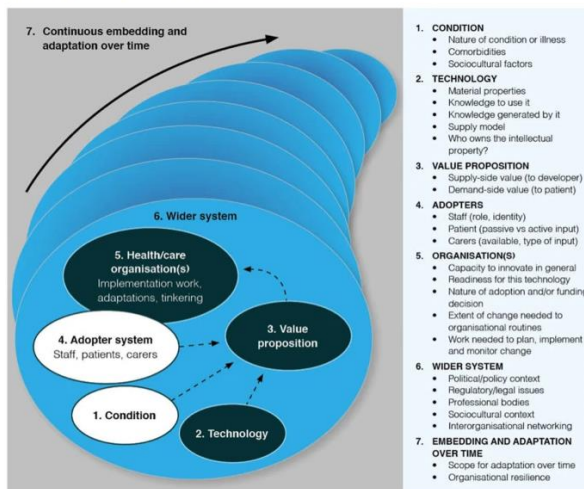 7. Continuous embedding and
adaptation over time
6. Wider system
5. Health/care
organisation(s)
Implementation work,
adaptations, tinkering
4. Adopter system
Staff, patients, carers
3. Value
proposition
1. Condition
2. Technology
1. CONDITION
• Nature of condition or illness
• Comorbidities
• Sociocultural factors
2. TECHNOLOGY
• Material properties
• Knowledge to use it
• Knowledge generated by it
• Supply model
• Who owns the intellectual
property?
3. VALUE PROPOSITION
• Supply-side value (to developer)
• Demand-side value (to patient)
4. ADOPTERS
• Staff (role, identity)
• Patient (passive vs active input)
• Carers (available, type of input)
5. ORGANISATION(S)
• Capacity to innovate in general
• Readiness for this technology
• Nature of adoption and/or funding
decision
• Extent of change needed to
organisational routines
• Work needed to plan, implement
and monitor change
6. WIDER SYSTEM
• Political/policy context
• Regulatory/legal issues
• Professional bodies
• Sociocultural context
• Interorganisational networking
7 EMBEDDING AND ADAPTATION
OVER TIME
• Scope for adaptation over time
• Organisational resilience